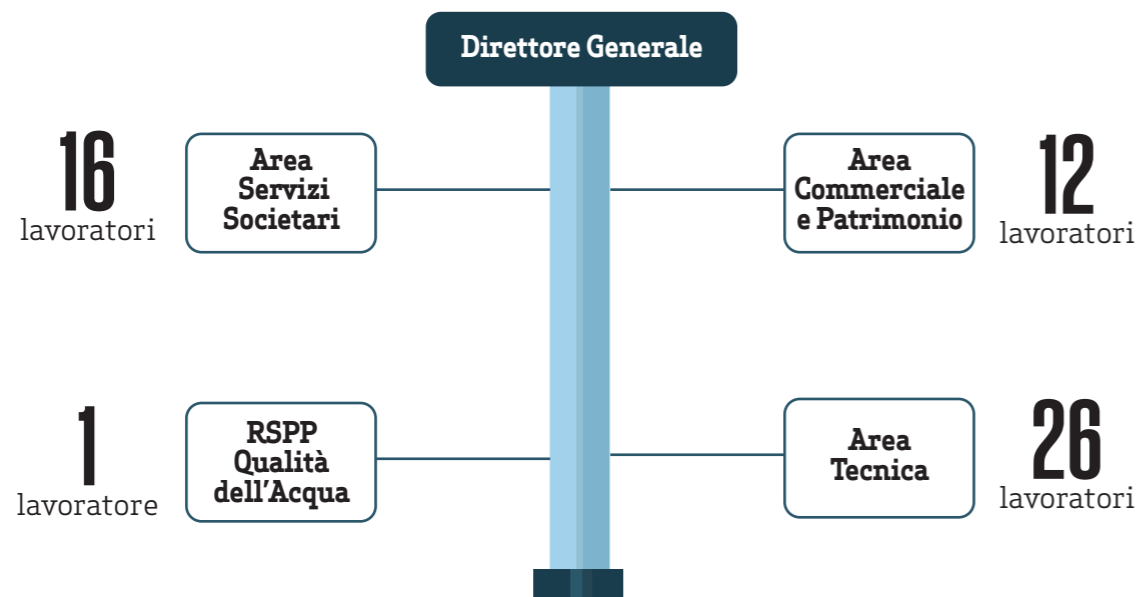 Direttore Generale
16
lavoratori
Area
Servizi
Societari
Area
Commerciale
e Patrimonio
12
lavoratori
1
lavoratore
RSPP
Qualità
dell'Acqua
Area
Tecnica
26
lavoratori